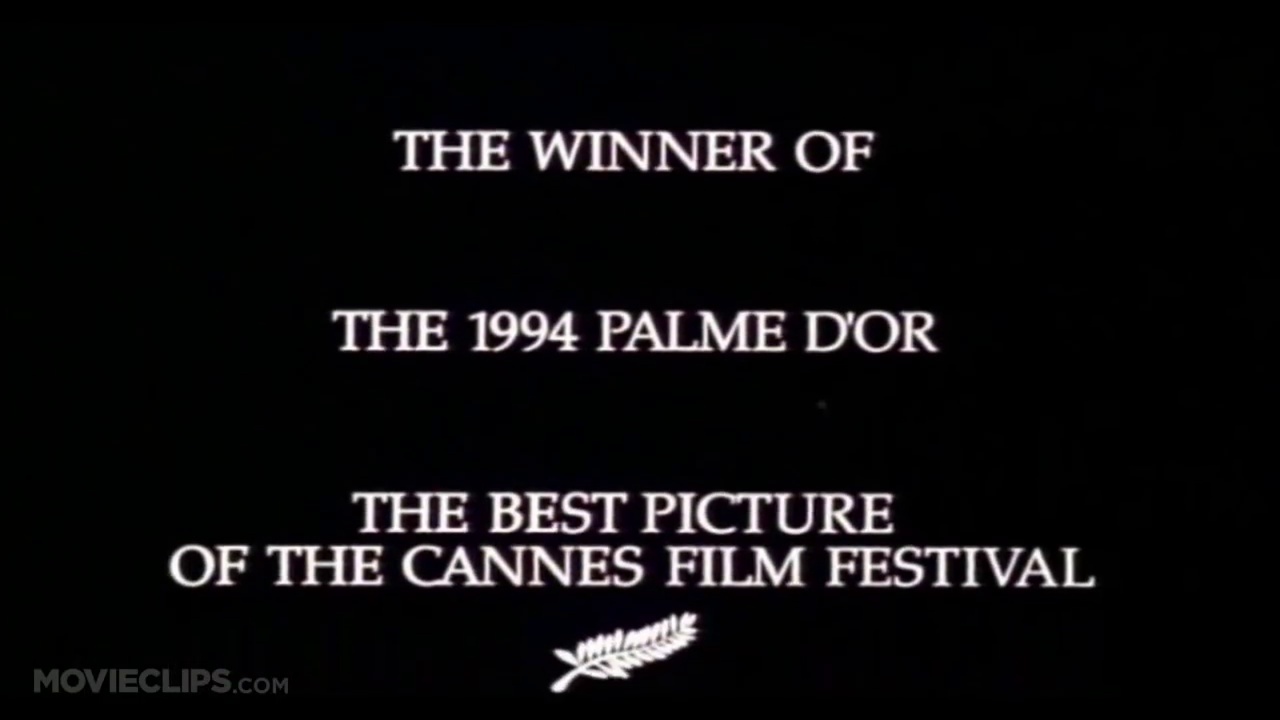 THE WINNER OF
THE 1994 PALME D'OR
THE BEST PICTURE
OF THE CANNES FILM FESTIVAL
MOVIECLIPS.COM